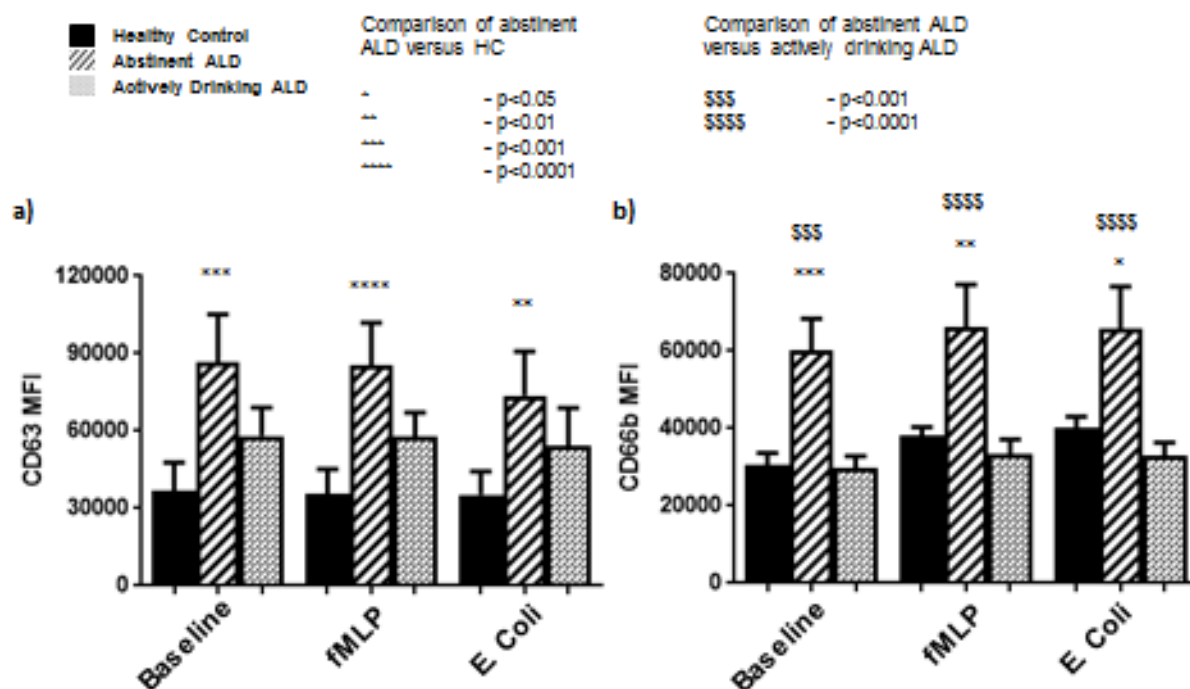 Healthy Control
Abstinent ALD
Actively Drinking ALD
Comparison of abstinent
ALD versus HC
* - p<0.05
** - p<0.01
*** - p<0.001
**** - p<0.0001
Comparison of abstinent ALD
versus actively drinking ALD
$$$ - p<0.001
$$$$ - p<0.0001
a)
*** **** **
CD63 MFI
120000
90000
60000
30000
0
Baseline fMLP E Coli
b)
$$$ $$$$ $$$$
*** ** *
CD66b MFI
80000
60000
40000
20000
0
Baseline fMLP E Coli